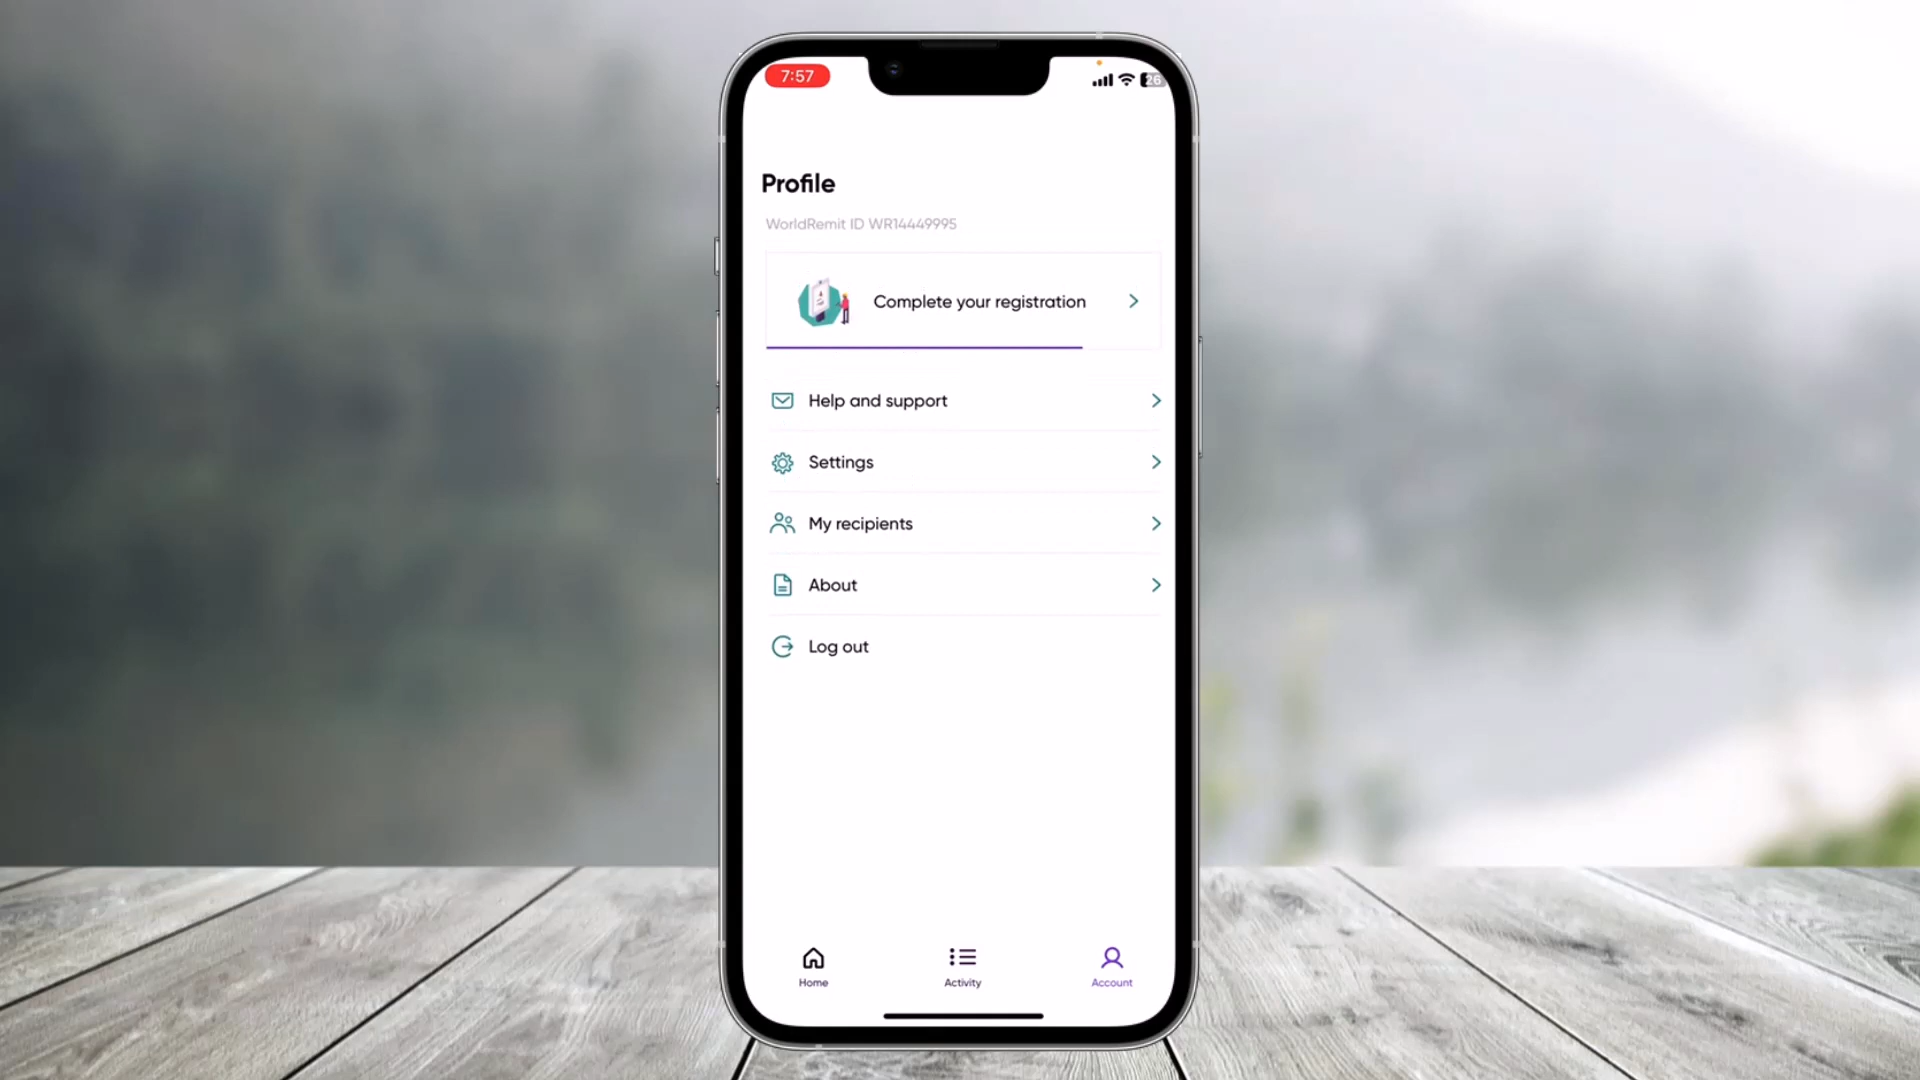 7:57
26
Profile
WorldRemit ID WR14449995
Complete your registration
Help and support
Settings
My recipients
About
Log out
Home
Activity
Account